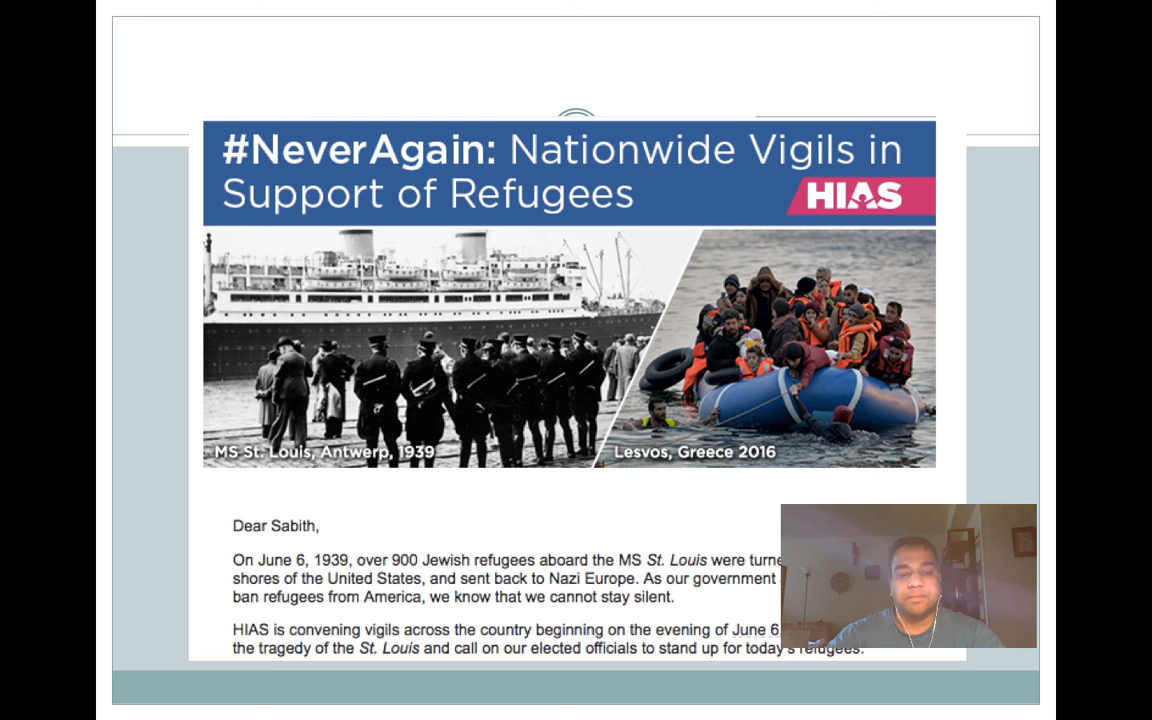 #NeverAgain: Nationwide Vigils in
Support of Refugees
HIAS
MS St. Louis, Antwerp, 1939
Lesvos, Greece 2016
Dear Sabith,
On June 6, 1939, over 900 Jewish refugees aboard the MS St. Louis were
shores of the United States, and sent back to Nazi Europe. As our government
ban refugees from America, we know that we cannot stay silent.
HIAS is convening vigils across the country beginning on the evening of June 6
the tragedy of the St. Louis and call on our elected officials to stand up for today's refugees.